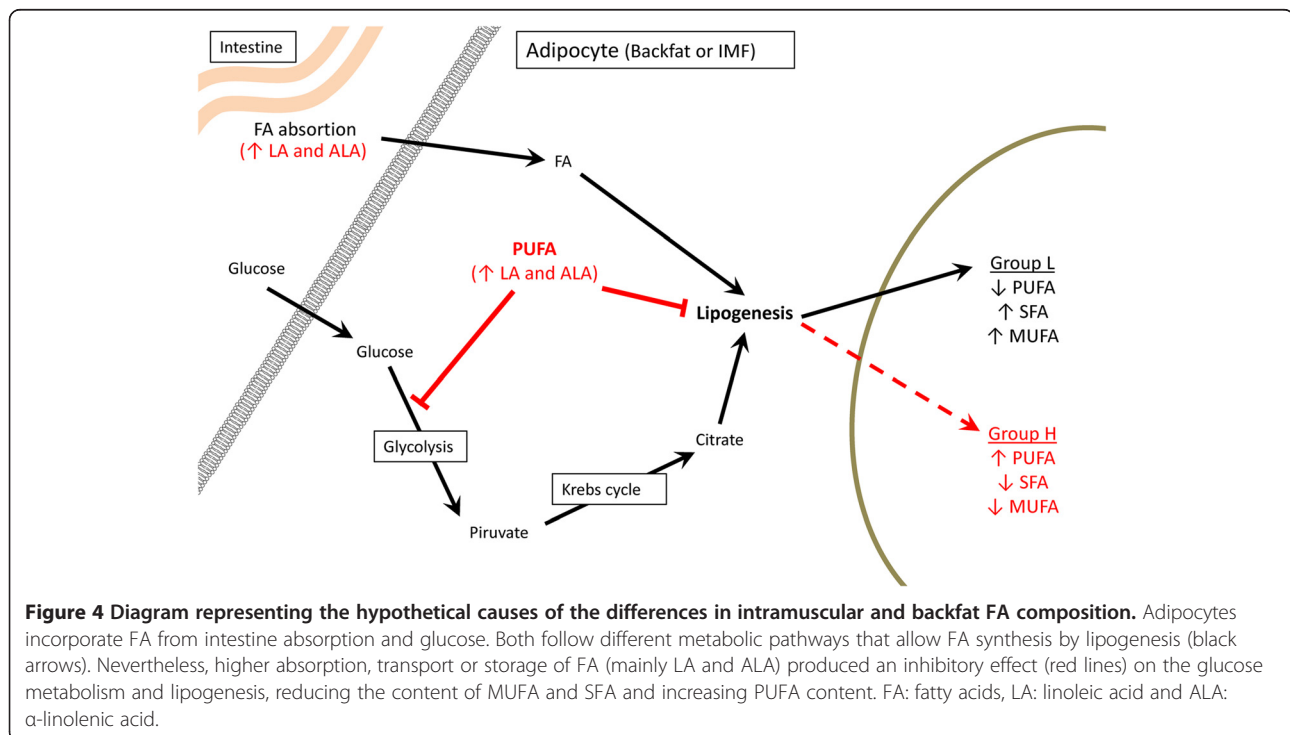 Intestine
Adipocyte (Backfat or IMF)
FA absortion
(↑ LA and ALA)
FA
PUFA
(↑ LA and ALA)
Glucose
Group L
↓ PUFA
↑ SFA
↑ MUFA
Lipogenesis
Glucose
Group H
↑ PUFA
↓ SFA
↓ MUFA
Citrate
Glycolysis
Krebs cycle
Piruvate
Figure 4 Diagram representing the hypothetical causes of the differences in intramuscular and backfat FA composition. Adipocytes
incorporate FA from intestine absorption and glucose. Both follow different metabolic pathways that allow FA synthesis by lipogenesis (black
arrows). Nevertheless, higher absorption, transport or storage of FA (mainly LA and ALA) produced an inhibitory effect (red lines) on the glucose
metabolism and lipogenesis, reducing the content of MUFA and SFA and increasing PUFA content. FA: fatty acids, LA: linoleic acid and ALA:
α-linolenic acid.